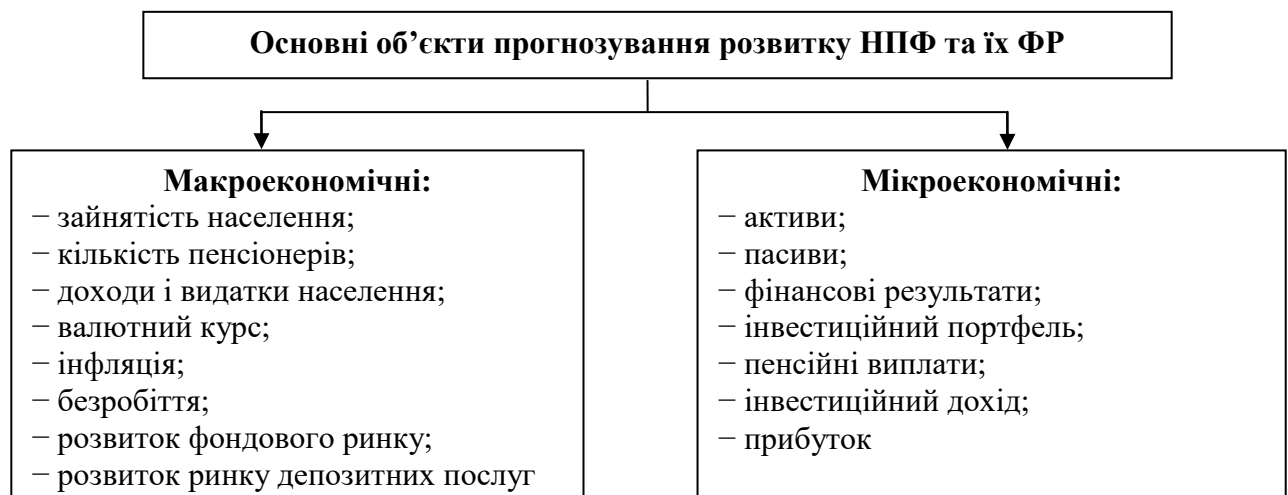 Основні об’єкти прогнозування розвитку НПФ та їх ФР
Макроекономічні:
− зайнятість населення;
− кількість пенсіонерів;
− доходи і видатки населення;
− валютний курс;
− інфляція;
− безробіття;
− розвиток фондового ринку;
− розвиток ринку депозитних послуг
Мікроекономічні:
− активи;
− пасиви;
− фінансові результати;
− інвестиційний портфель;
− пенсійні виплати;
− інвестиційний дохід;
− прибуток